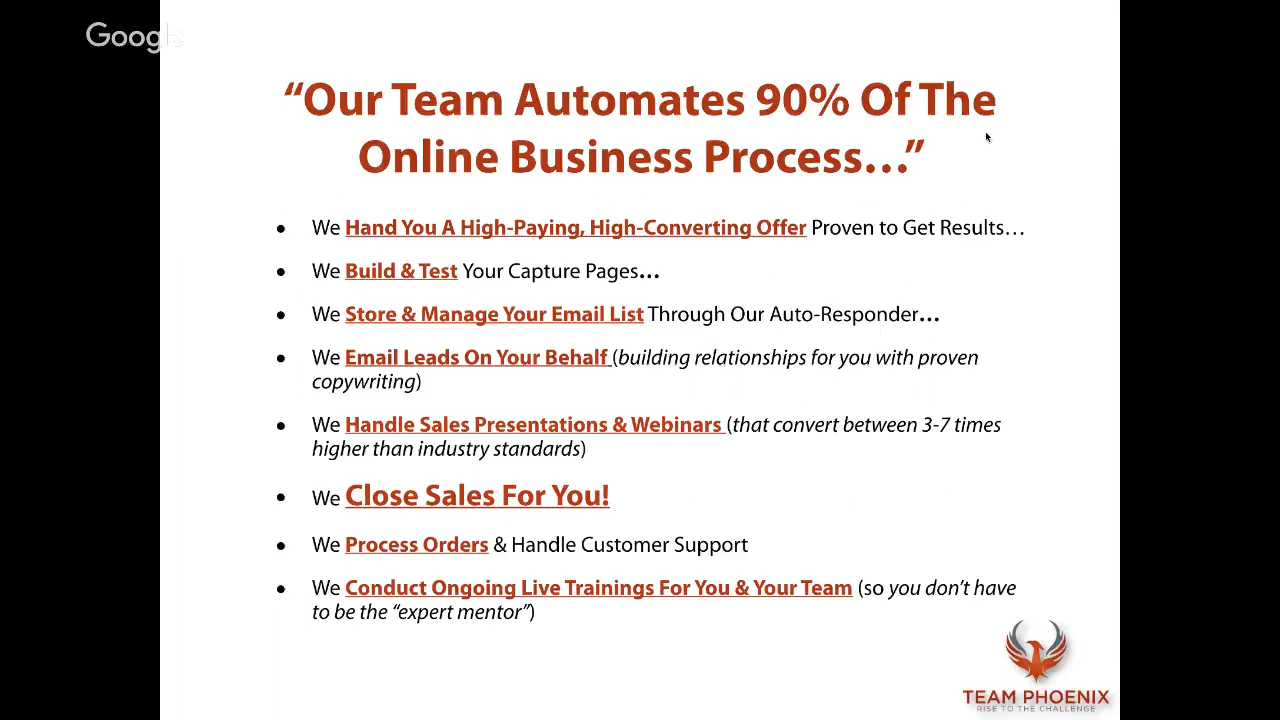 Google
“Our Team Automates 90% Of The
Online Business Process…”
• We Hand You A High-Paying, High-Converting Offer Proven to Get Results…
• We Build & Test Your Capture Pages…
• We Store & Manage Your Email List Through Our Auto-Responder…
• We Email Leads On Your Behalf (building relationships for you with proven
copywriting)
• We Handle Sales Presentations & Webinars (that convert between 3-7 times
higher than industry standards)
• We Close Sales For You!
• We Process Orders & Handle Customer Support
• We Conduct Ongoing Live Trainings For You & Your Team (so you don’t have
to be the “expert mentor”)
TEAM PHOENIX
RISE TO THE CHALLENGE